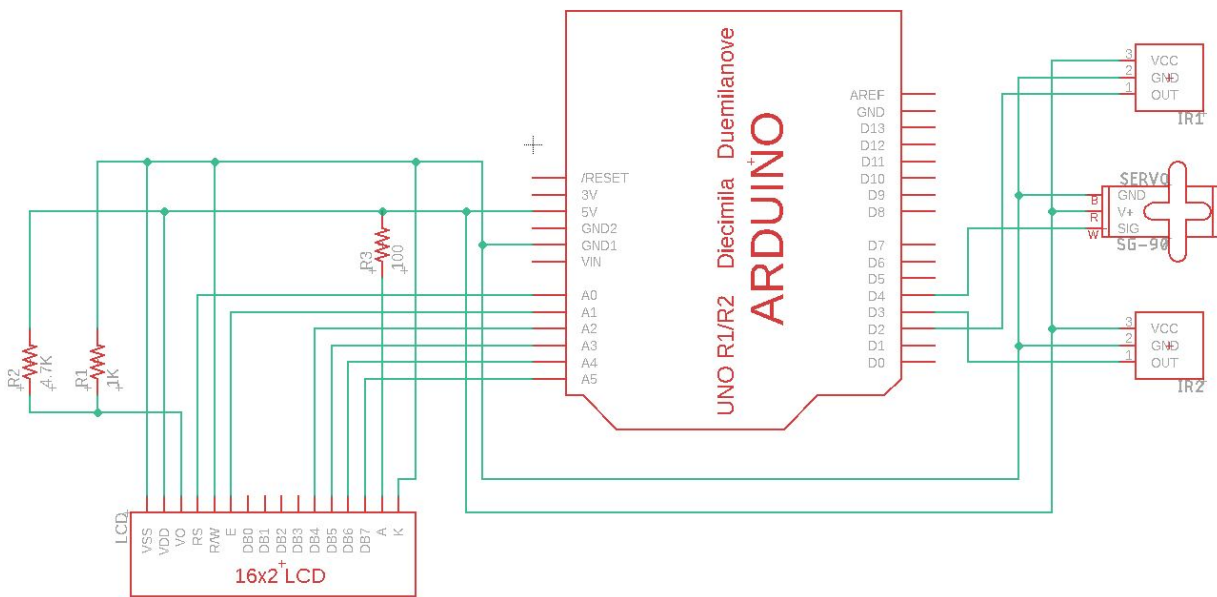 UNO R1/R2 Diecimila Duemilanove
ARDUINO
/RESET
3V
5V
GND2
GND1
VIN
A0
A1
A2
A3
A4
A5
AREF
GND
D13
D12
D11
D10
D9
D8
D7
D6
D5
D4
D3
D2
D1
D0
3 VCC
2 GND
1 OUT
IR1
SERVO
B GND
R V+
W SIG
SG-90
3 VCC
2 GND
1 OUT
IR2
R3
100
R2
4.7K
R1
1K
LCD
VSS
VDD
VO
RS
R/W
E
DB0
DB1
DB2
DB3
DB4
DB5
DB6
DB7
A
K
16x2 LCD